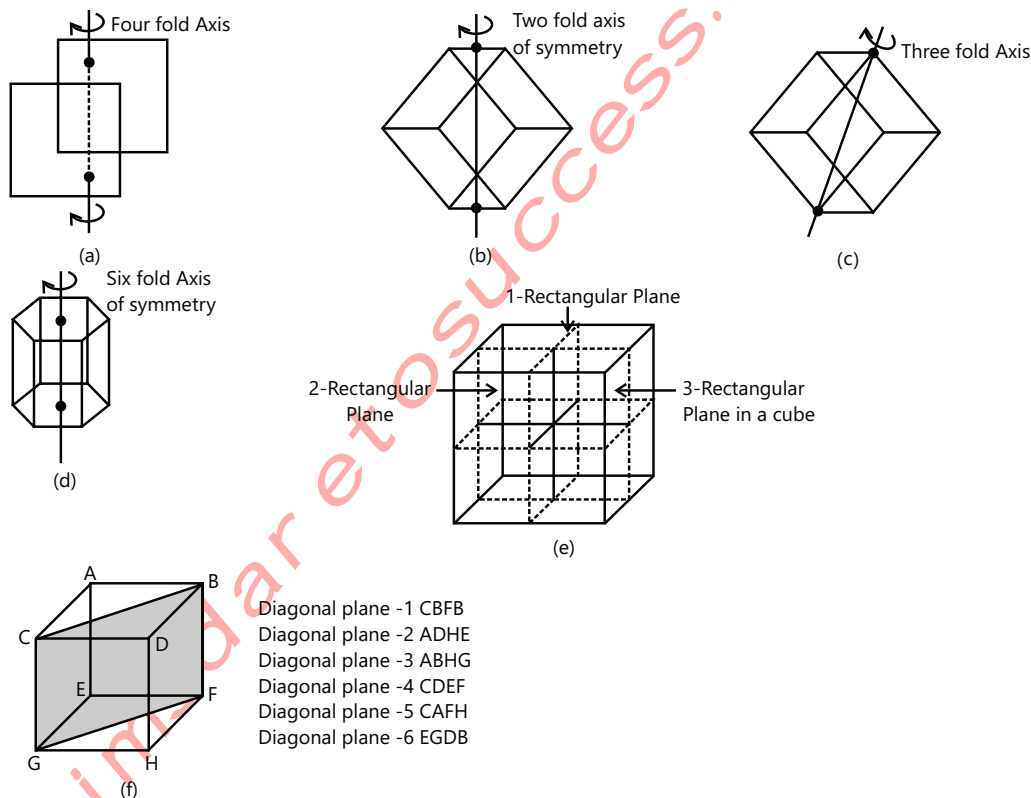 Four fold Axis
(a)
Two fold axis
of symmetry
(b)
Three fold Axis
(c)
Six fold Axis
of symmetry
(d)
1-Rectangular Plane
2-Rectangular
Plane
3-Rectangular
Plane in a cube
(e)
A
B
C
D
E
F
G
H
(f)
Diagonal plane -1 CBFB
Diagonal plane -2 ADHE
Diagonal plane -3 ABHG
Diagonal plane -4 CDEF
Diagonal plane -5 CAFH
Diagonal plane -6 EGDB